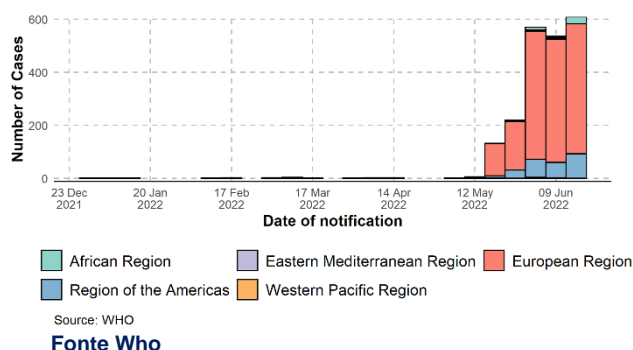 600
400
200
0
Number of Cases
23 Dec 2021
20 Jan 2022
17 Feb 2022
17 Mar 2022
14 Apr 2022
12 May 2022
09 Jun 2022
Date of notification
African Region
Eastern Mediterranean Region
European Region
Region of the Americas
Western Pacific Region
Source: WHO
Fonte Who